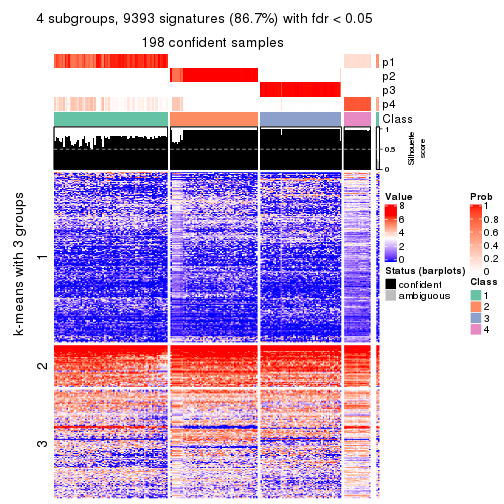 4 subgroups, 9393 signatures (86.7%) with fdr < 0.05
198 confident samples
p1
p2
p3
p4
Class
1
0.5
0
Silhouette
score
k-means with 3 groups
1
2
3
Value
8
6
4
2
0
Status (barplots)
confident
ambiguous
Prob
1
0.8
0.6
0.4
0.2
0
Class
1
2
3
4